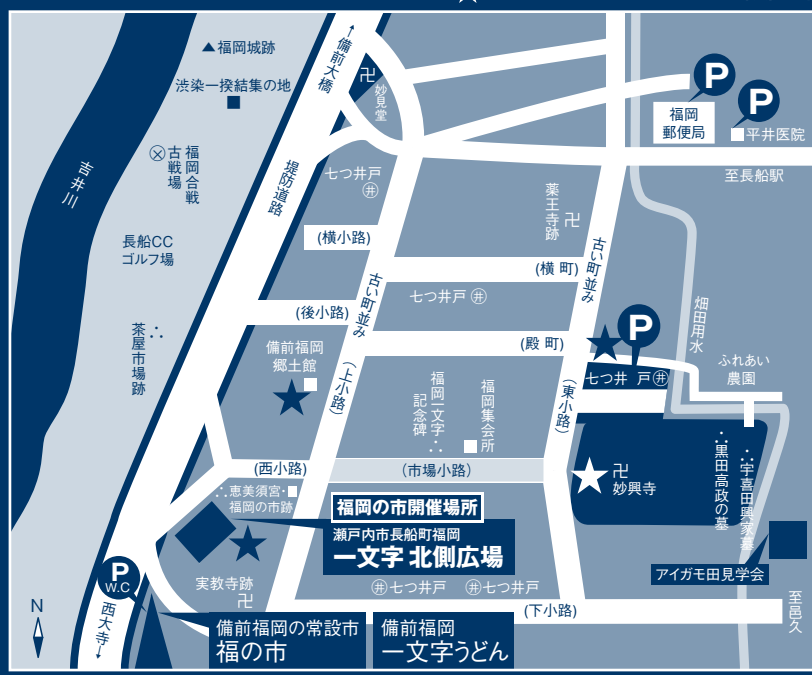 ▲福岡城跡
渋染一揆結集の地
←備前大橋
卍
妙見堂
P
福岡
郵便局
P
平井医院
至長船駅
吉井川
福岡合戦
古戦場
堤防道路
七つ井戸
井
薬王寺跡
卍
長船CC
ゴルフ場
(横小路)
古い町並み
(横 町)
古い町並み
七つ井戸 井
畑田用水
(後小路)
茶屋市場跡
(殿 町)
P
備前福岡
郷土館
(上小路)
福岡一文字
記念碑
福岡集会所
(東小路)
七つ井 戸 井
ふれあい
農園
(西小路)
(市場小路)
卍
妙興寺
∴黒田高政の墓
∴宇喜田興家墓
∴恵美須宮・
福岡の市跡
福岡の市開催場所
瀬戸内市長船町福岡
一文字 北側広場
アイガモ田見学会
P
W.C
実教寺跡
卍
井七つ井戸
井七つ井戸
(下小路)
至邑久
N
西大寺→
備前福岡の常設市
福の市
備前福岡
一文字うどん